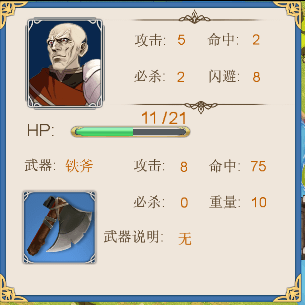 攻击： 5 命中： 2
必杀： 2 闪避： 8
HP： 11/21
武器： 铁斧 攻击： 8 命中： 75
必杀： 0 重量： 10
武器说明： 无